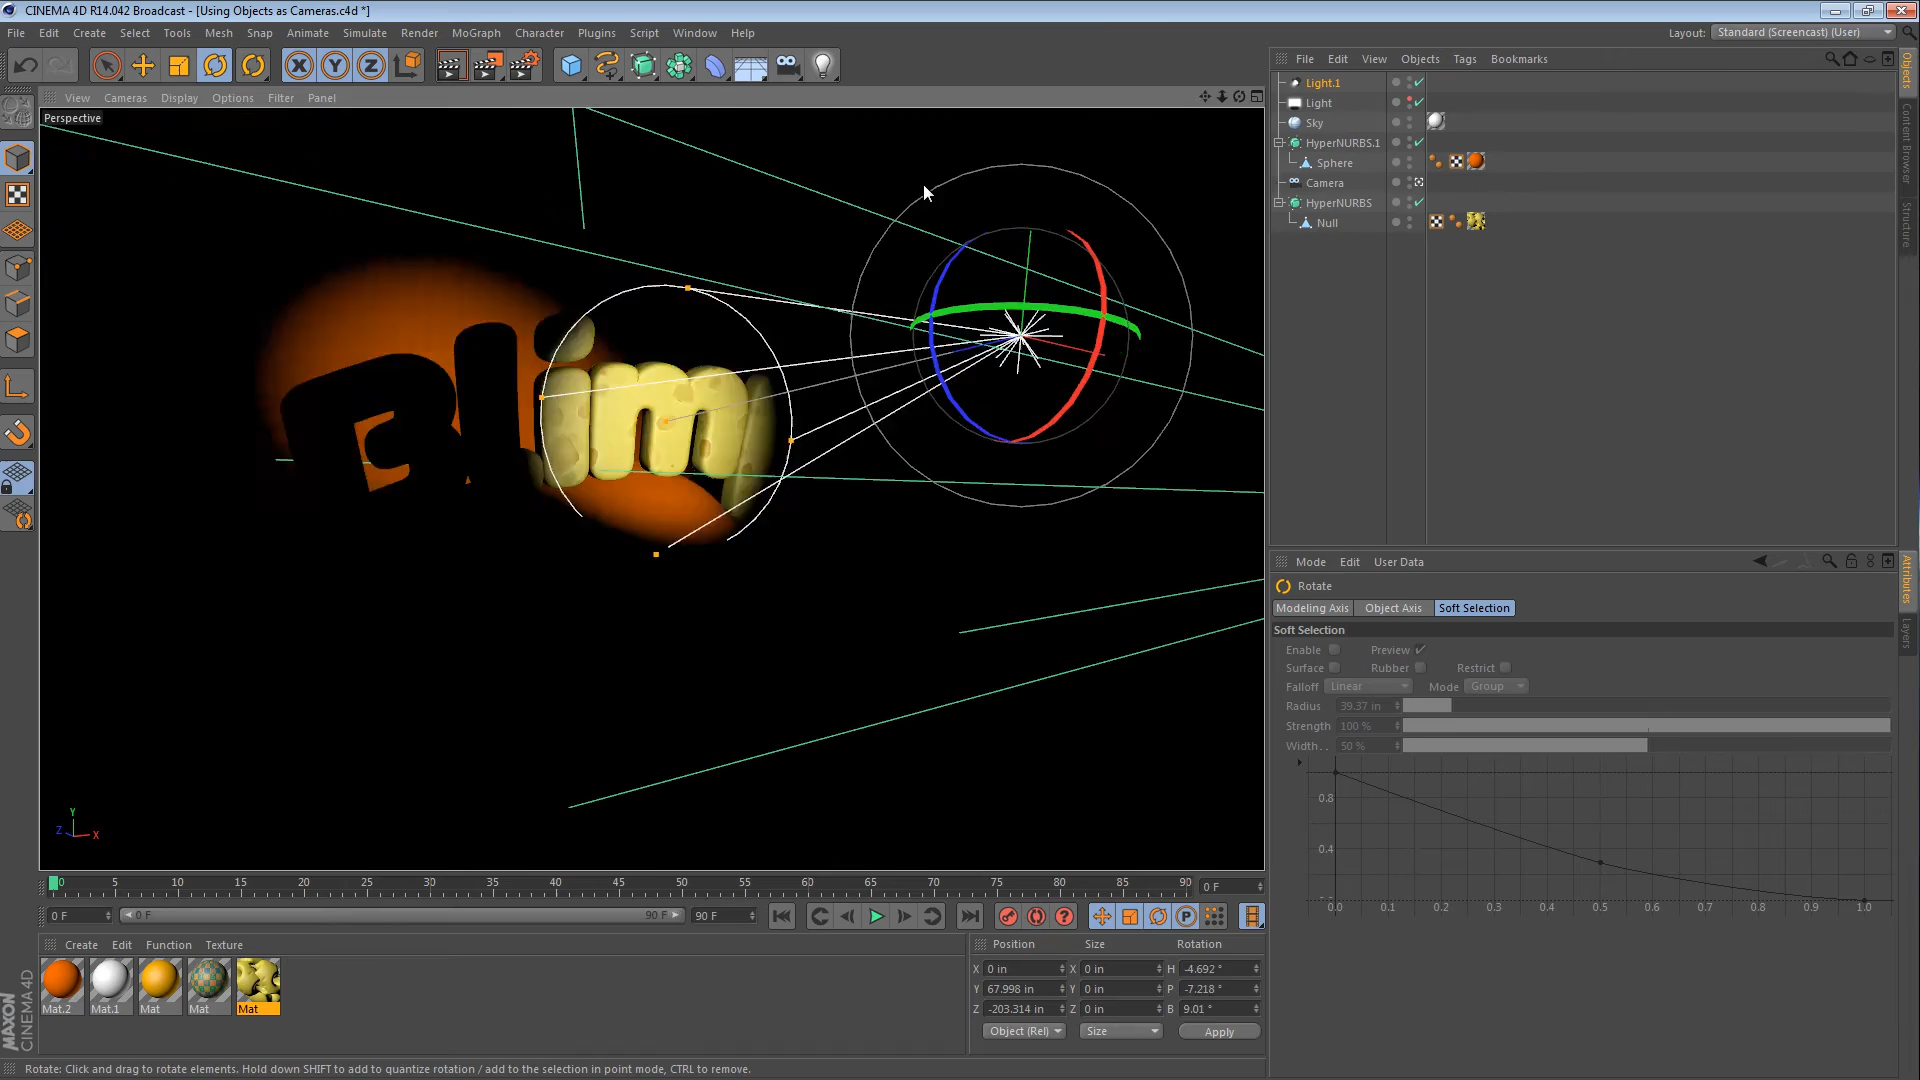 CINEMA 4D R14.042 Broadcast - [Using Objects as Cameras.c4d *]
File Edit Create Select Tools Mesh Snap Animate Simulate Render MoGraph Character Plugins Script Window Help
Layout: Standard (Screencast) (User)
File Edit View Objects Tags Bookmarks
View Cameras Display Options Filter Panel
Perspective
Light.1
Light
Sky
HyperNURBS.1
Sphere
Camera
HyperNURBS
Null
Objects
Content Browser
Structure
Mode Edit User Data
Rotate
Modeling Axis Object Axis Soft Selection
Soft Selection
Enable Preview
Surface Rubber Restrict
Falloff Linear Mode Group
Radius 39.37 in
Strength 100 %
Width.. 50 %
0.8
0.4
0.0 0.1 0.2 0.3 0.4 0.5 0.6 0.7 0.8 0.9 1.0
Attributes
Layers
Y
Z X
0 5 10 15 20 25 30 35 40 45 50 55 60 65 70 75 80 85 90 0 F
0 F 0 F 90 F 90 F
Create Edit Function Texture
Mat.2 Mat.1 Mat Mat Mat
Position Size Rotation
X 0 in X 0 in H -4.692 °
Y 67.998 in Y 0 in P -7.218 °
Z -203.314 in Z 0 in B 9.01 °
Object (Rel) Size Apply
MAXON
CINEMA 4D
Rotate: Click and drag to rotate elements. Hold down SHIFT to add to quantize rotation / add to the selection in point mode, CTRL to remove.